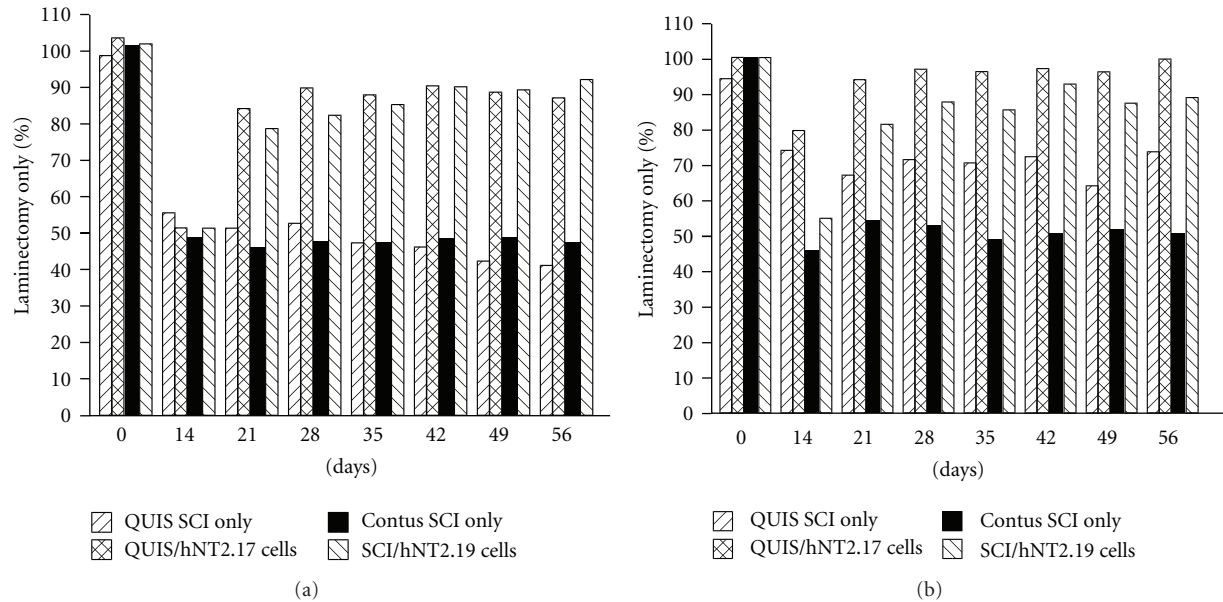 110
100
90
80
70
60
50
40
30
20
10
0
Laminectomy only (%)
0 14 21 28 35 42 49 56
(days)
QUIS SCI only
Contus SCI only
QUIS/hNT2.17 cells
SCI/hNT2.19 cells
(a)
110
100
90
80
70
60
50
40
30
20
10
0
Laminectomy only (%)
0 14 21 28 35 42 49 56
(days)
QUIS SCI only
Contus SCI only
QUIS/hNT2.17 cells
SCI/hNT2.19 cells
(b)